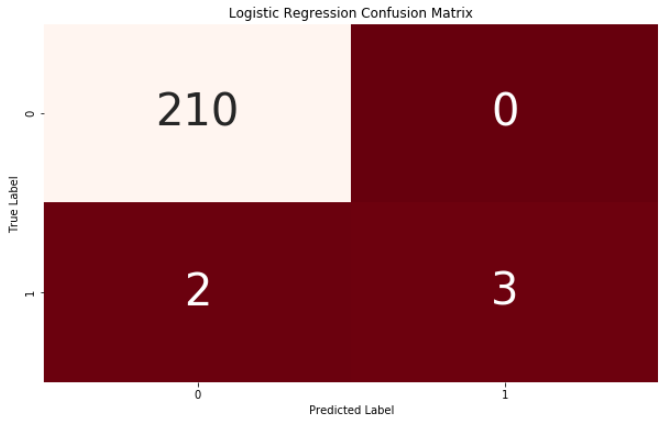 Logistic Regression Confusion Matrix
True Label
0
210
0
1
2
3
0
1
Predicted Label